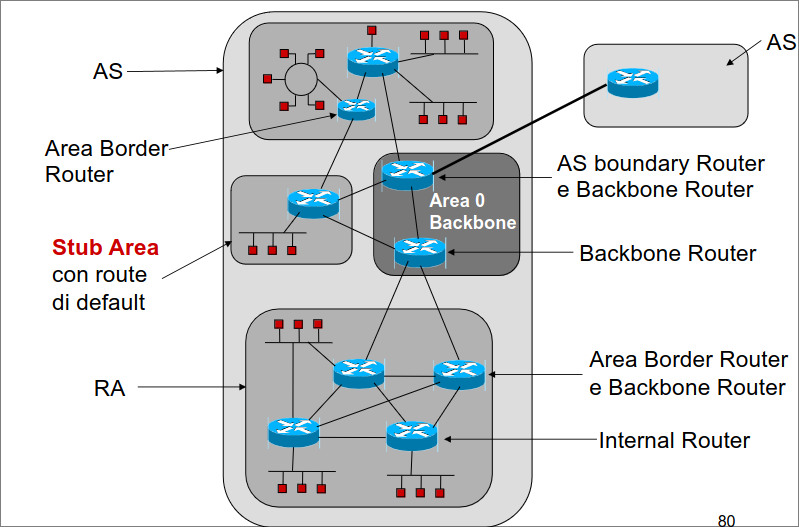 AS
AS
Area Border
Router
AS boundary Router
e Backbone Router
Area 0
Backbone
Stub Area
con route
di default
Backbone Router
RA
Area Border Router
e Backbone Router
Internal Router
80